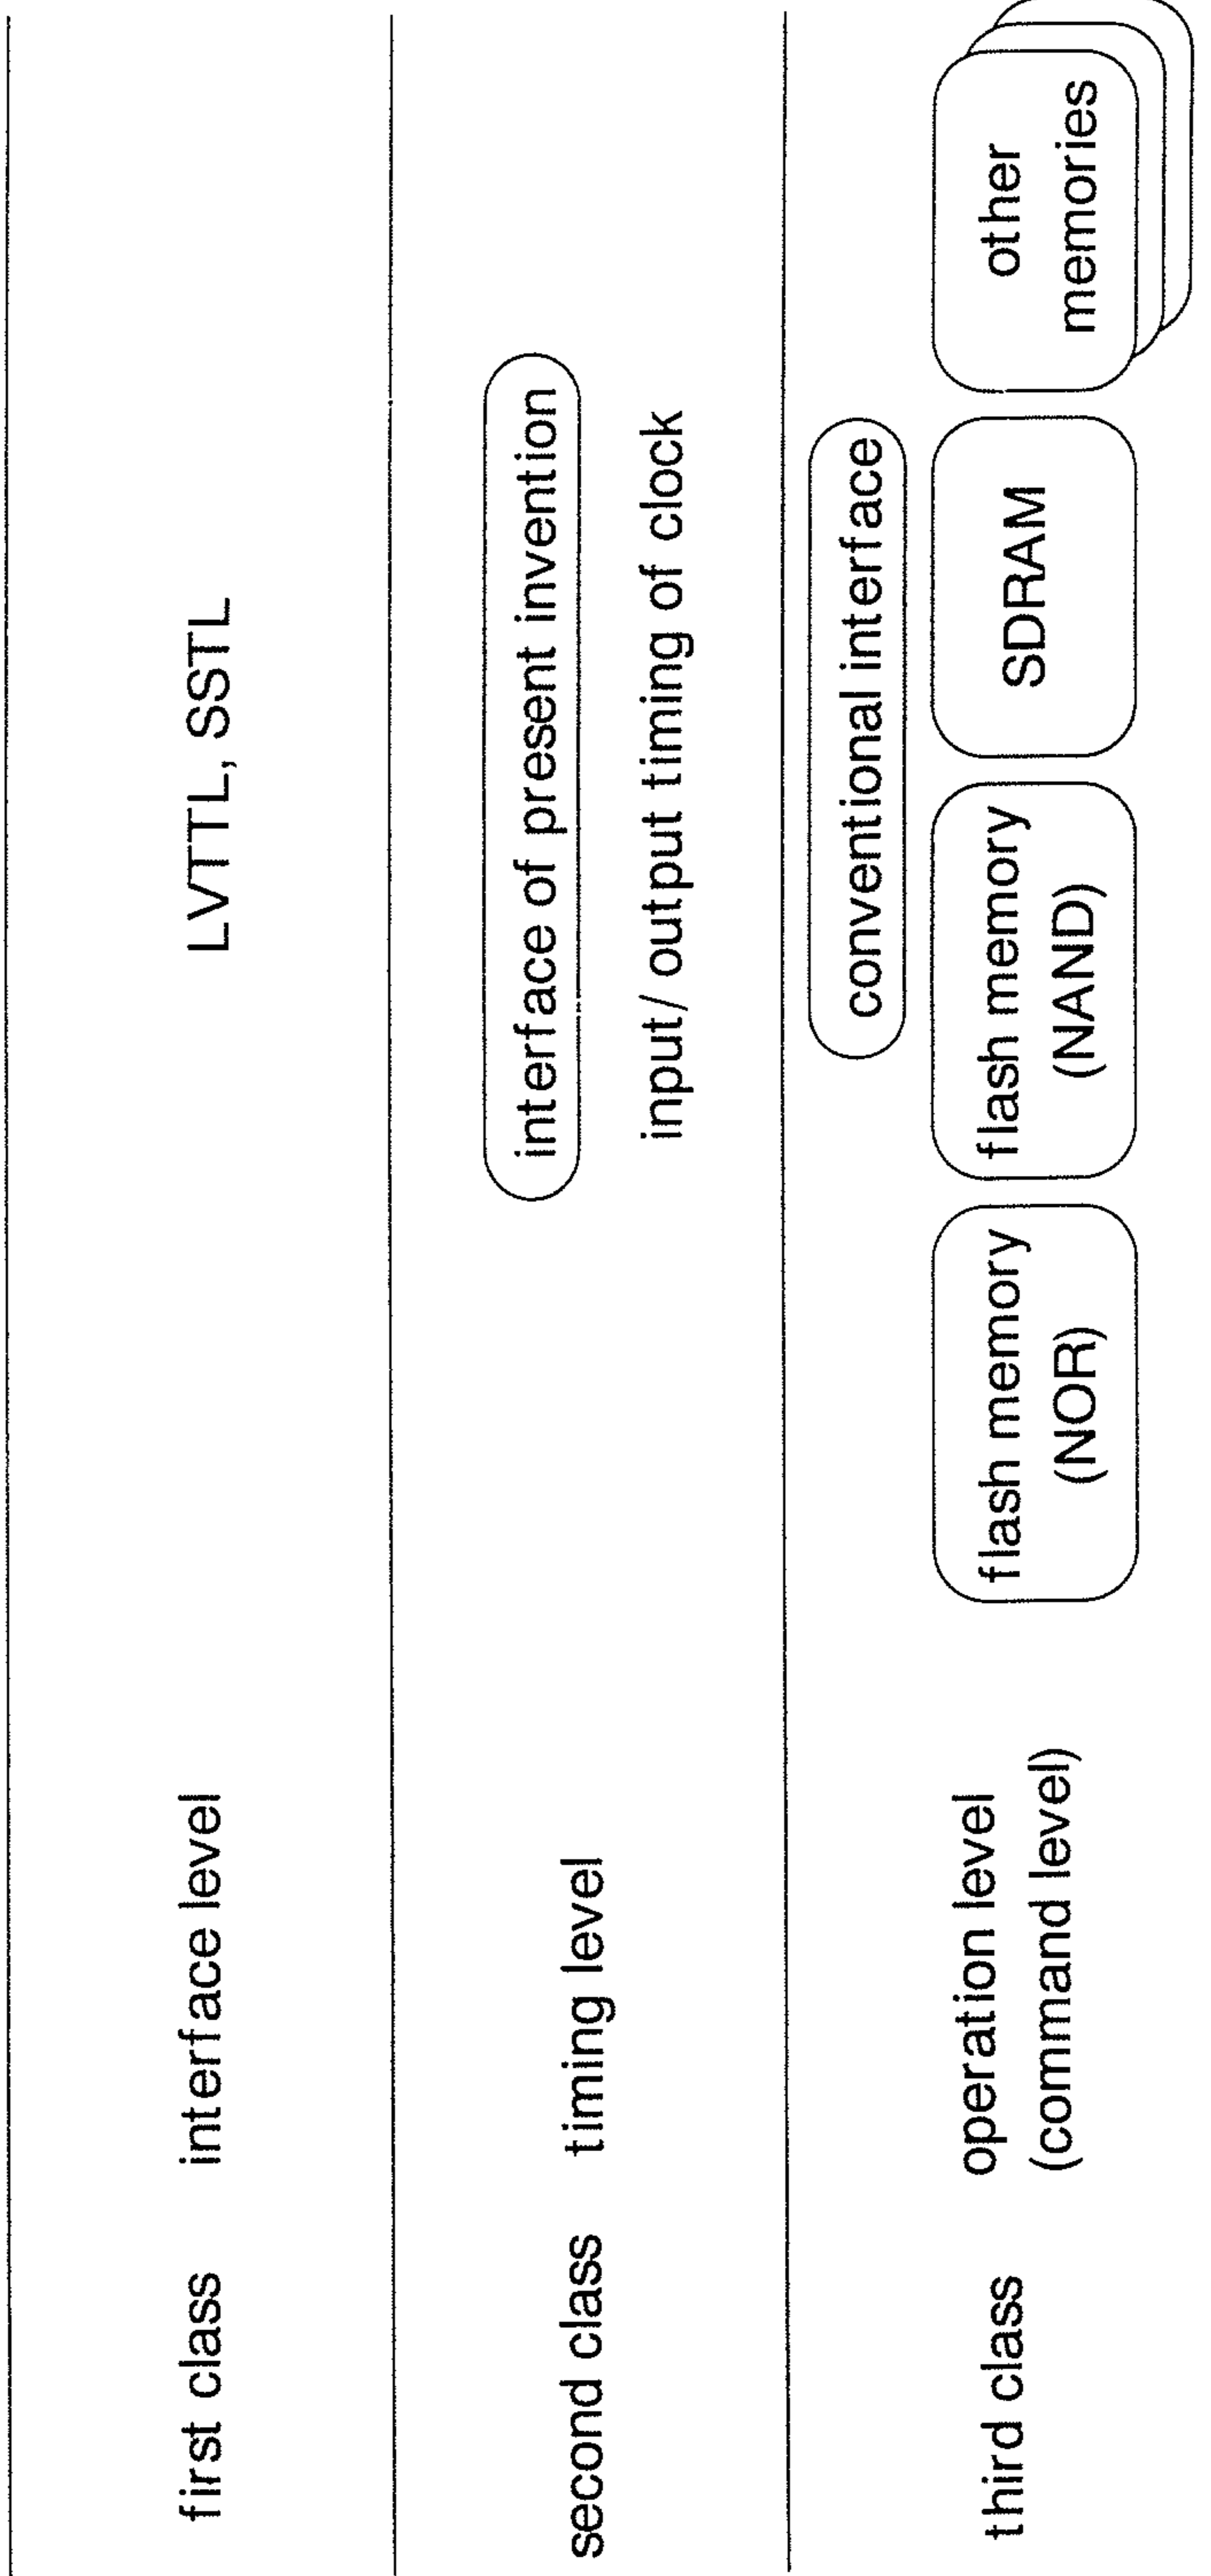 first class
interface level
LVTTL, SSTL
second class
timing level
interface of present invention
input/ output timing of clock
third class
operation level
(command level)
conventional interface
flash memory
(NOR)
flash memory
(NAND)
SDRAM
other
memories